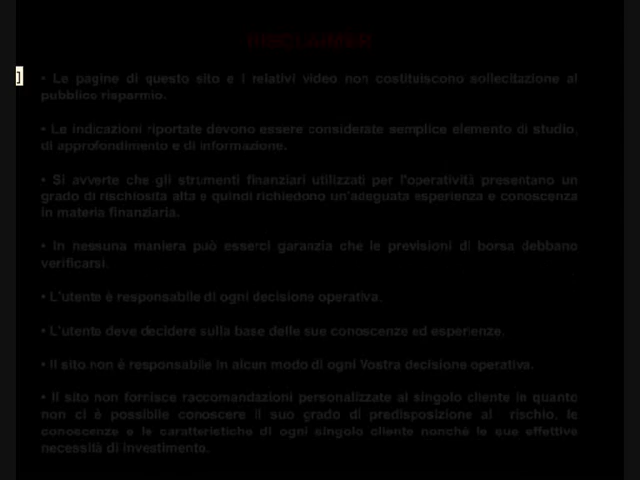 DISCLAIMER
• Le pagine di questo sito e i relativi video non costituiscono sollecitazione al
pubblico risparmio.
• Le indicazioni riportate devono essere considerate semplice elemento di studio,
di approfondimento e di informazione.
• Si avverte che gli strumenti finanziari utilizzati per l'operatività presentano un
grado di rischiosità alta e quindi richiedono un'adeguata esperienza e conoscenza
in materia finanziaria.
• In nessuna maniera può esserci garanzia che le previsioni di borsa debbano
verificarsi.
• L'utente è responsabile di ogni decisione operativa.
• L'utente deve decidere sulla base delle sue conoscenze ed esperienze.
• Il sito non è responsabile in alcun modo di ogni Vostra decisione operativa.
• Il sito non fornisce raccomandazioni personalizzate al singolo cliente in quanto
non ci è possibile conoscere il suo grado di predisposizione al rischio, le
conoscenze e le caratteristiche di ogni singolo cliente nonchè le sue effettive
necessità di investimento.